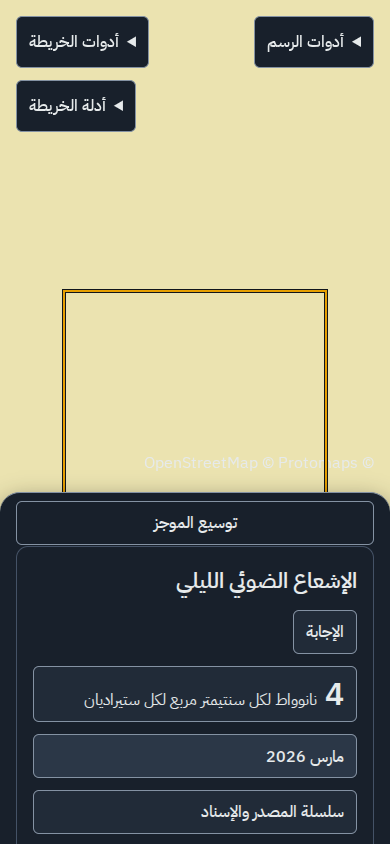 ◀ أدوات الرسم
◀ أدوات الخريطة
◀ أدلة الخريطة
© OpenStreetMap © Protomaps
توسيع الموجز
الإشعاع الضوئي الليلي
الإجابة
4 نانوواط لكل سنتيمتر مربع لكل ستيراديان
مارس 2026
سلسلة المصدر والإسناد